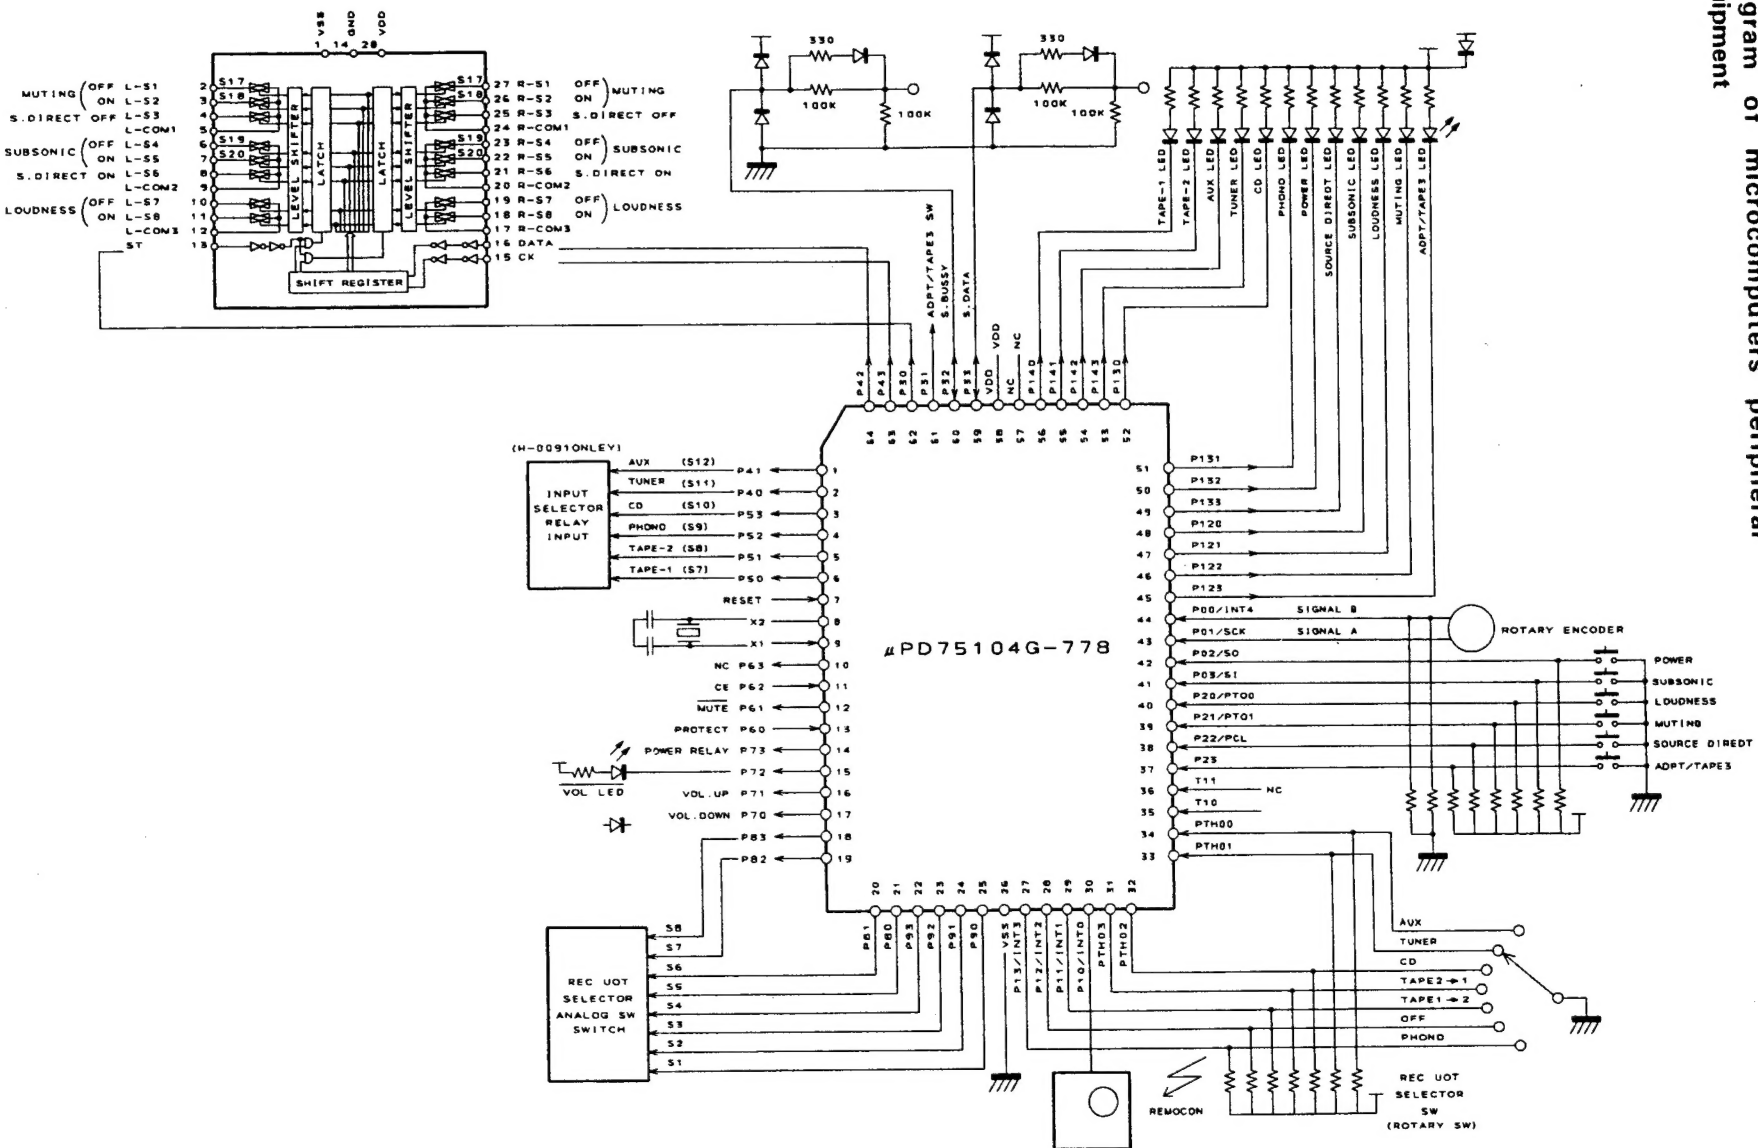 gram of microcomputers peripheral
ipment
VSS GND VDD
1 14 28
MUTING OFF L-S1 2 S17
ON L-S2 3 S18
S.DIRECT OFF L-S3 4
L-COM1 5
SUBSONIC OFF L-S4 6 S19
ON L-S5 7 S20
S.DIRECT ON L-S6 8
L-COM2 9
LOUDNESS OFF L-S7 10
ON L-S8 11
L-COM3 12
ST 13
LEVEL SHIFTER
LATCH
LATCH
LEVEL SHIFTER
SHIFT REGISTER
S17 27 R-S1 OFF MUTING
S18 26 R-S2 ON
25 R-S3 S.DIRECT OFF
24 R-COM1
S19 23 R-S4 OFF SUBSONIC
S20 22 R-S5 ON
21 R-S6 S.DIRECT ON
20 R-COM2
19 R-S7 OFF LOUDNESS
18 R-S8 ON
17 R-COM3
16 DATA
15 CK
330
100K
100K
330
100K
100K
TAPE-1 LED
TAPE-2 LED
AUX LED
TUNER LED
CD LED
PHONO LED
POWER LED
SOURCE DIREDT LED
SUBSONIC LED
LOUDNESS LED
MUTING LED
ADPT/TAPE3 LED
ADPT/TAPE3 SW
S.BUSSY
S.DATA
VDD
NC
P42 P43 P30 P31 P32 P33 VDD NC P140 P141 P142 P143 P130
64 63 62 61 60 59 58 57 56 55 54 53 52
(H-0091ONLEY)
INPUT
SELECTOR
RELAY
INPUT
AUX (S12) P41 1
TUNER (S11) P40 2
CD (S10) P53 3
PHONO (S9) P52 4
TAPE-2 (S8) P51 5
TAPE-1 (S7) P50 6
RESET 7
X2 8
X1 9
NC P63 10
CE P62 11
MUTE P61 12
PROTECT P60 13
POWER RELAY P73 14
P72 15
VOL LED
VOL.UP P71 16
VOL.DOWN P70 17
P83 18
P82 19
μPD75104G-778
51 P131
50 P132
49 P133
48 P120
47 P121
46 P122
45 P123
44 P00/INT4 SIGNAL B
43 P01/SCK SIGNAL A
ROTARY ENCODER
42 P02/SO POWER
41 P03/SI SUBSONIC
40 P20/PTO0 LOUDNESS
39 P21/PTO1 MUTING
38 P22/PCL SOURCE DIREDT
37 P23 ADPT/TAPE3
36 T11 NC
35 T10
34 PTH00
33 PTH01
20 21 22 23 24 25 26 27 28 29 30 31 32
P81 P80 P93 P92 P91 P90 VSS P13/INT3 P12/INT2 P11/INT1 P10/INT0 PTH03 PTH02
REC UOT
SELECTOR
ANALOG SW
SWITCH
S8
S7
S6
S5
S4
S3
S2
S1
AUX
TUNER
CD
TAPE2→1
TAPE1→2
OFF
PHONO
REMOCON
REC UOT
SELECTOR
SW
(ROTARY SW)